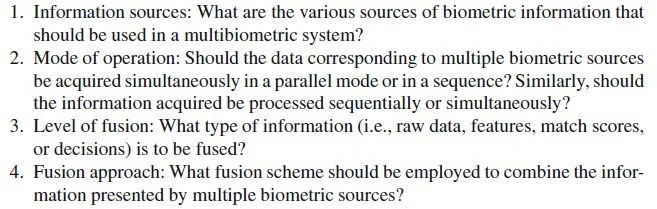 1. Information sources: What are the various sources of biometric information that
should be used in a multibiometric system?
2. Mode of operation: Should the data corresponding to multiple biometric sources
be acquired simultaneously in a parallel mode or in a sequence? Similarly, should
the information acquired be processed sequentially or simultaneously?
3. Level of fusion: What type of information (i.e., raw data, features, match scores,
or decisions) is to be fused?
4. Fusion approach: What fusion scheme should be employed to combine the infor-
mation presented by multiple biometric sources?